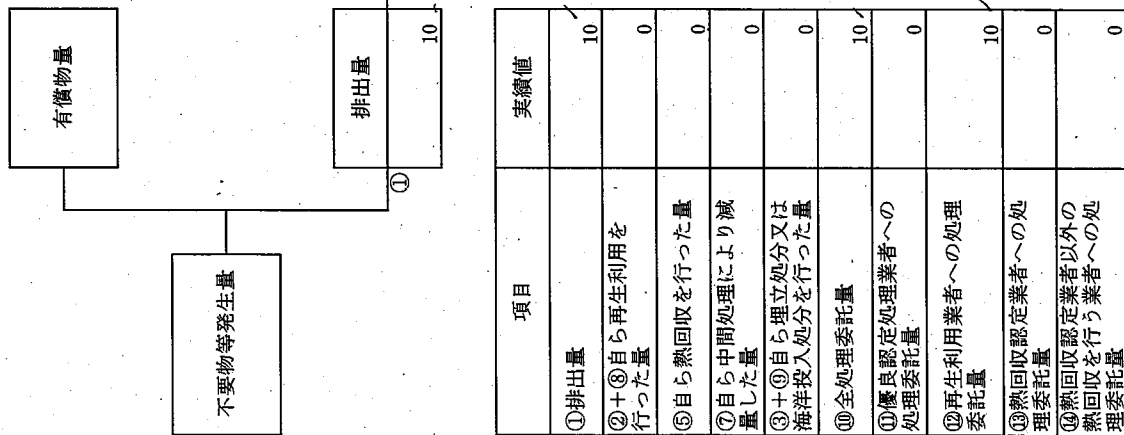 有償物量
不要物等発生量
排出量
①
10
項目
実績値
①排出量
10
②+⑧自ら再生利用を
行った量
0
⑤自ら熱回収を行った量
0
⑦自ら中間処理により減
量した量
0
③+⑨自ら埋立処分又は
海洋投入処分を行った量
0
⑩全処理委託量
10
⑪優良認定処理業者への
処理委託量
0
⑫再生利用業者への処理
委託量
10
⑬熱回収認定業者への処
理委託量
0
⑭熱回収認定業者以外の
熱回収を行う業者への処
理委託量
0